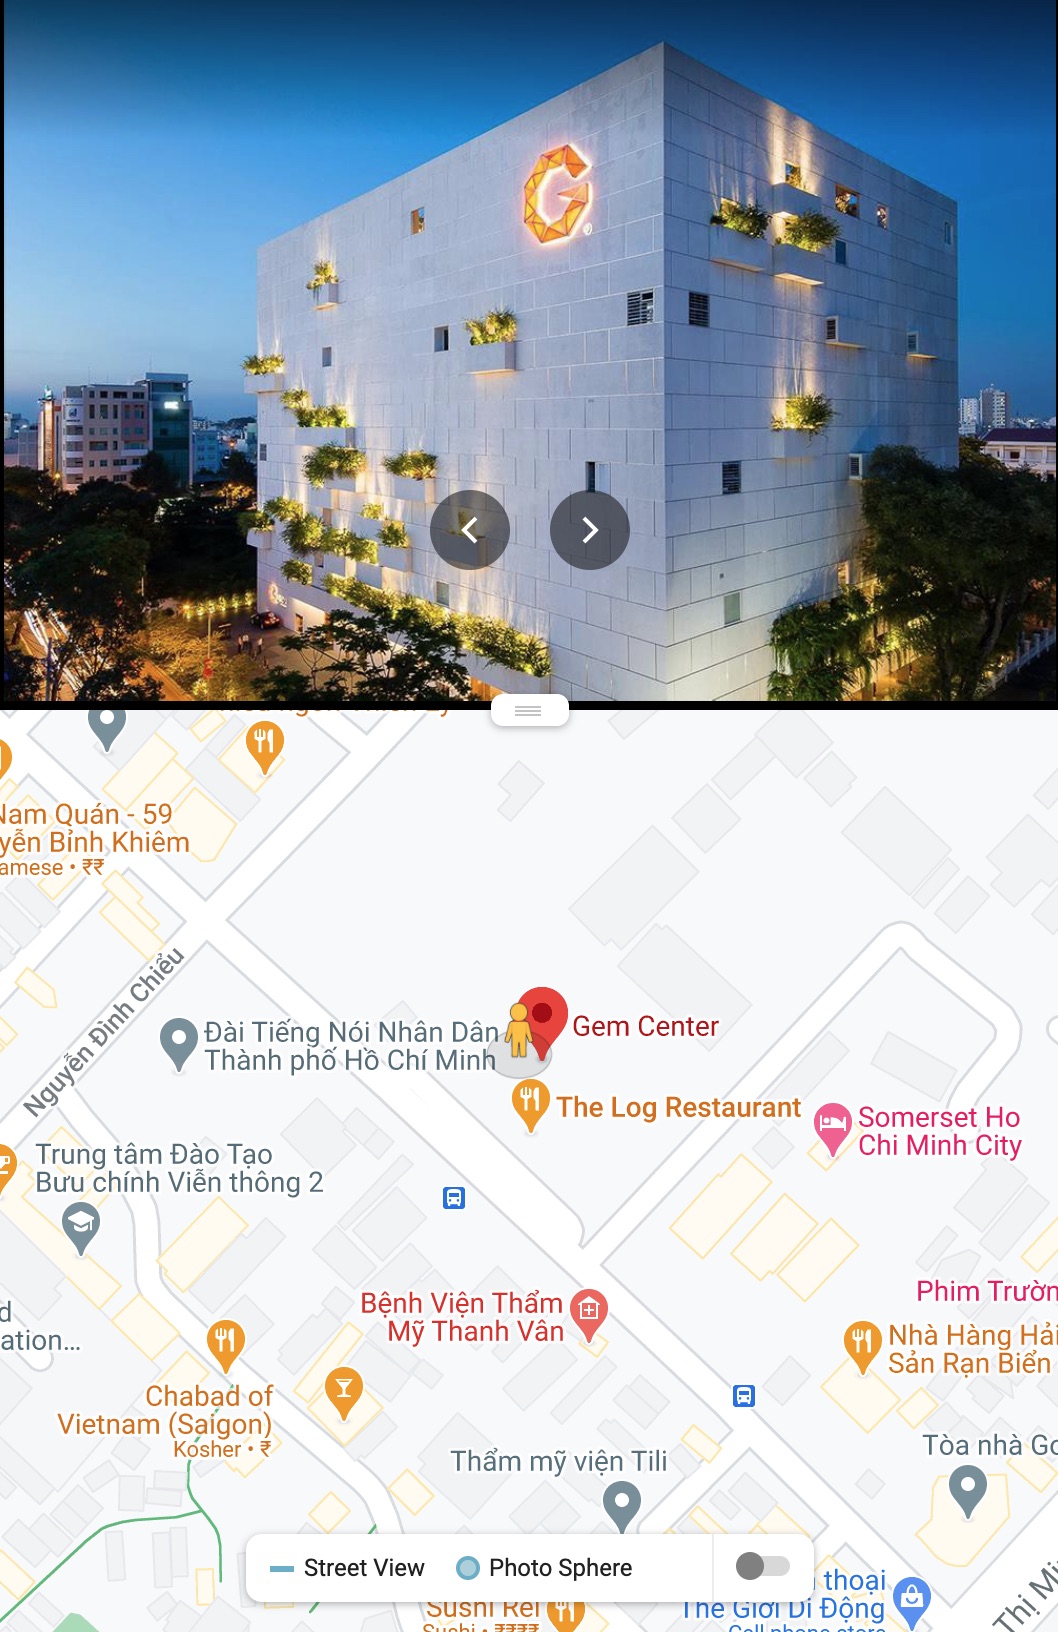 G
Nam Quán - 59
yễn Bỉnh Khiêm
amese • ₹₹
Nguyễn Đình Chiểu
Đài Tiếng Nói Nhân Dân
Thành phố Hồ Chí Minh
Gem Center
The Log Restaurant
Somerset Ho
Chi Minh City
Trung tâm Đào Tạo
Bưu chính Viễn thông 2
Bệnh Viện Thẩm
Mỹ Thanh Vân
Phim Trườn
d
ation...
Nhà Hàng Hải
Sản Rạn Biển
Chabad of
Vietnam (Saigon)
Kosher • ₹
Thẩm mỹ viện Tili
Tòa nhà Go
Street View
Photo Sphere
thoại
Thế Giới Di Động
Cell phone store
Sushi Rei
Sushi • ₹₹₹₹
Thị Mi